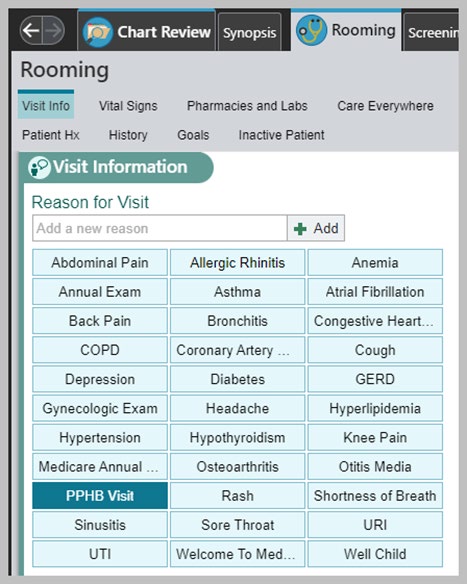 Chart Review Synopsis Rooming Screenin
Rooming
Visit Info Vital Signs Pharmacies and Labs Care Everywhere
Patient Hx History Goals Inactive Patient
Visit Information
Reason for Visit
Add a new reason Add
Abdominal Pain Allergic Rhinitis Anemia
Annual Exam Asthma Atrial Fibrillation
Back Pain Bronchitis Congestive Heart...
COPD Coronary Artery ... Cough
Depression Diabetes GERD
Gynecologic Exam Headache Hyperlipidemia
Hypertension Hypothyroidism Knee Pain
Medicare Annual ... Osteoarthritis Otitis Media
PPHB Visit Rash Shortness of Breath
Sinusitis Sore Throat URI
UTI Welcome To Med... Well Child